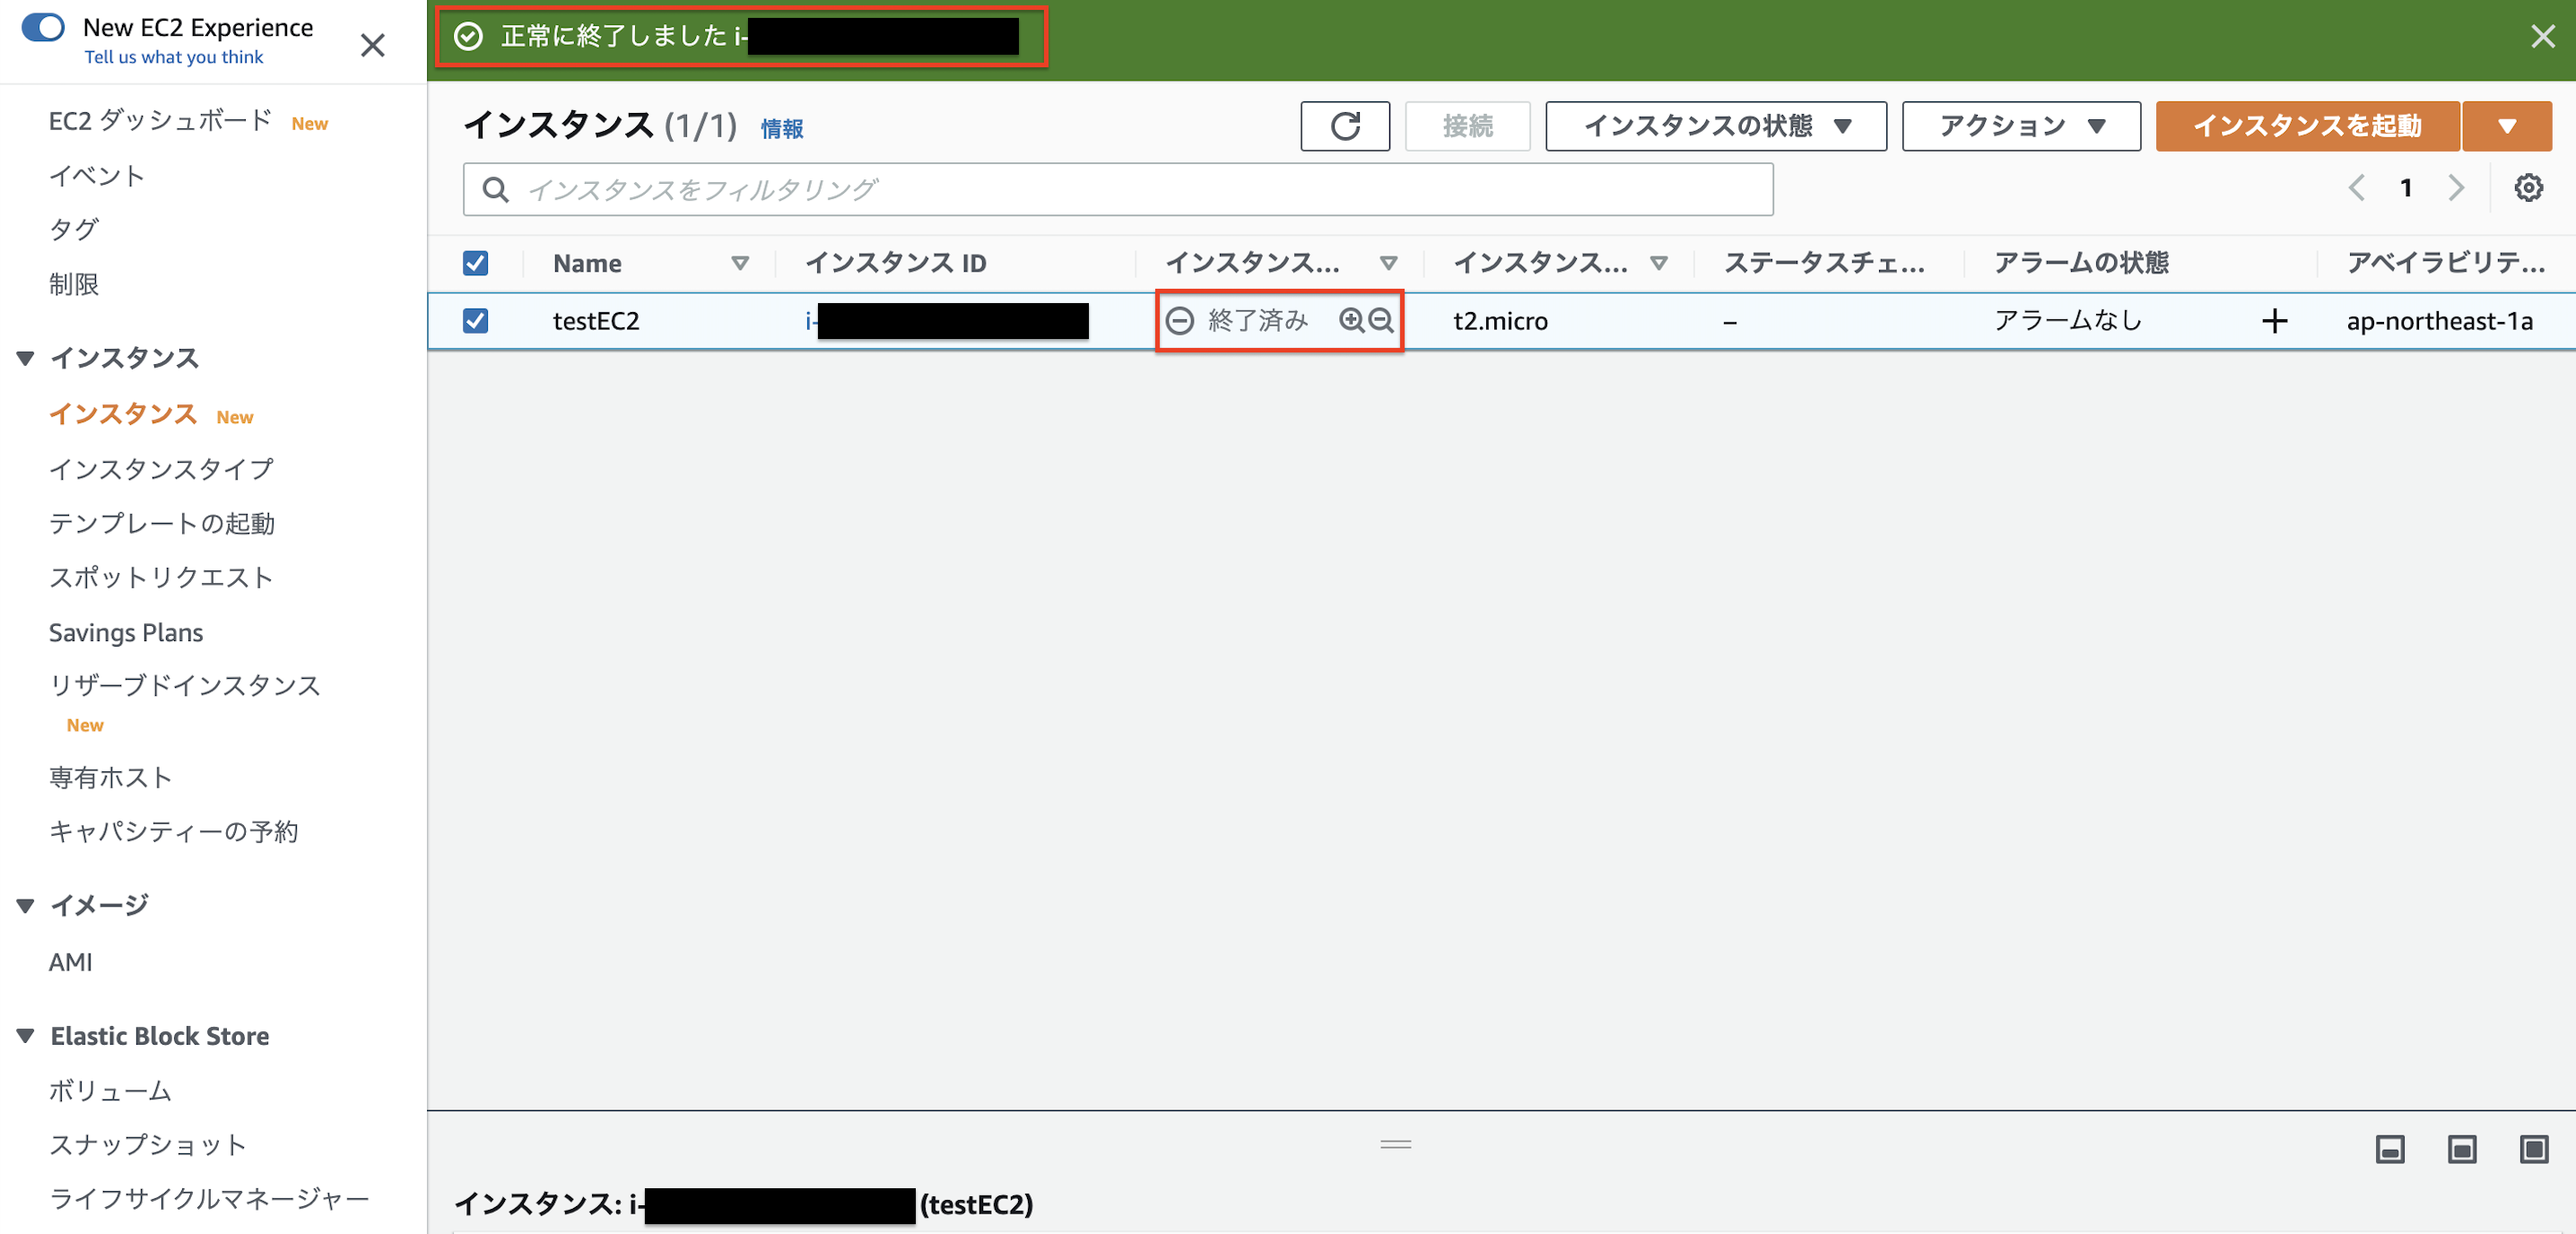 New EC2 Experience
Tell us what you think
EC2 ダッシュボード New
イベント
タグ
制限
インスタンス
インスタンス New
インスタンスタイプ
テンプレートの起動
スポットリクエスト
Savings Plans
リザーブドインスタンス
New
専有ホスト
キャパシティーの予約
イメージ
AMI
Elastic Block Store
ボリューム
スナップショット
ライフサイクルマネージャー
正常に終了しました i-
インスタンス (1/1) 情報
接続
インスタンスの状態
アクション
インスタンスを起動
インスタンスをフィルタリング
1
Name インスタンス ID インスタンス... インスタンス... ステータスチェ... アラームの状態 アベイラビリテ...
testEC2 i- 終了済み t2.micro – アラームなし + ap-northeast-1a
インスタンス: i- (testEC2)